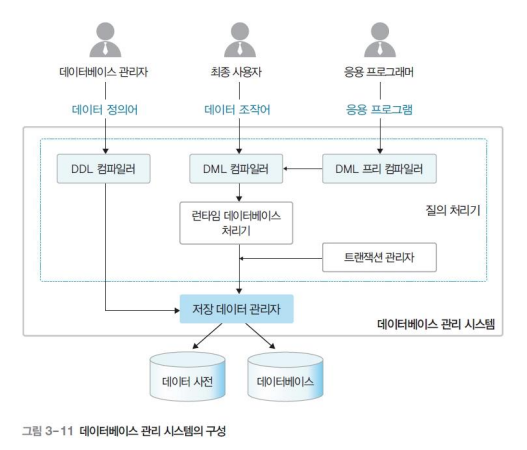 데이터베이스 관리자
최종 사용자
응용 프로그래머
데이터 정의어
데이터 조작어
응용 프로그램
DDL 컴파일러
DML 컴파일러
DML 프리 컴파일러
런타임 데이터베이스
처리기
질의 처리기
트랜잭션 관리자
저장 데이터 관리자
데이터베이스 관리 시스템
데이터 사전
데이터베이스
그림 3-11 데이터베이스 관리 시스템의 구성